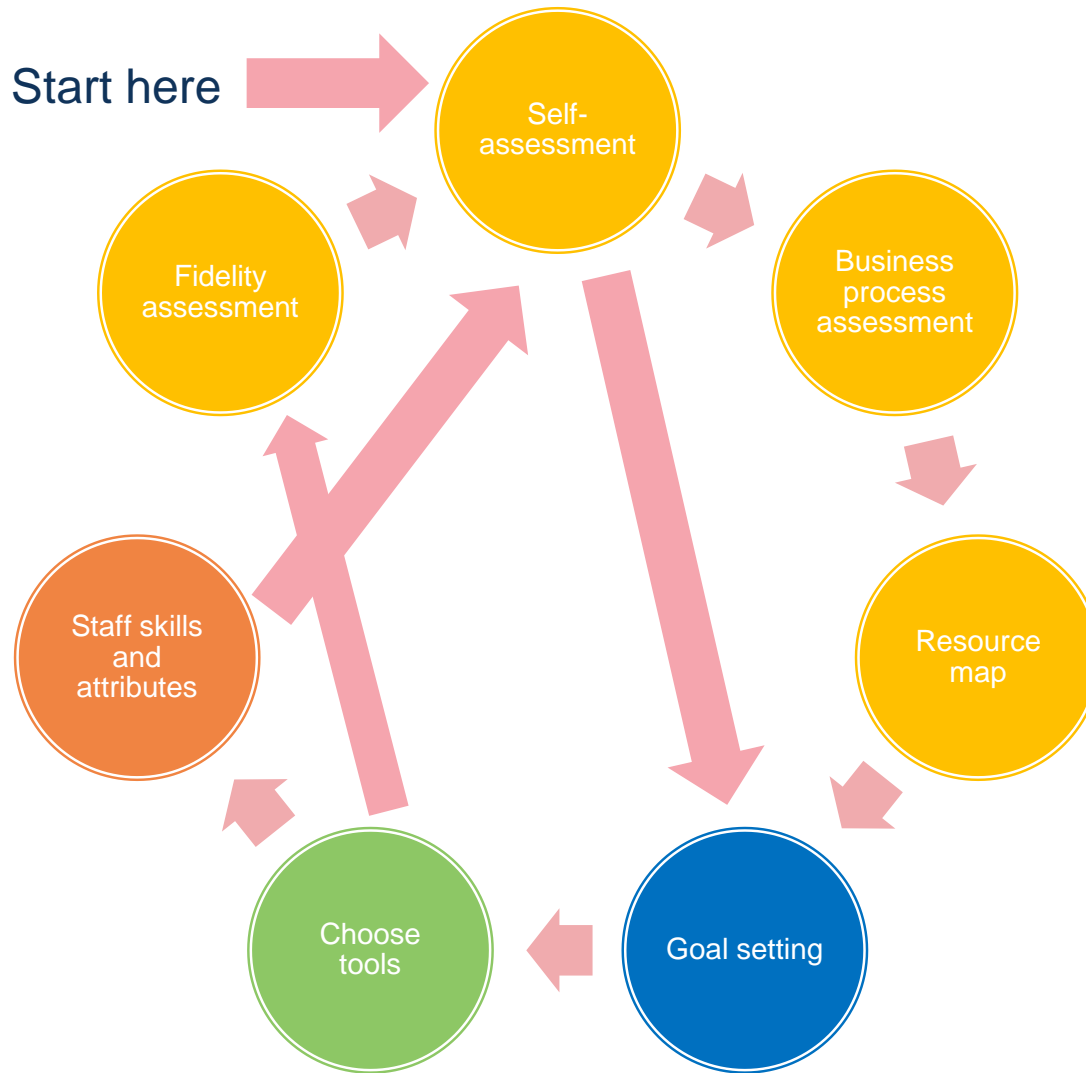 Start here
Self-
assessment
Business
process
assessment
Resource
map
Goal setting
Choose
tools
Staff skills
and
attributes
Fidelity
assessment